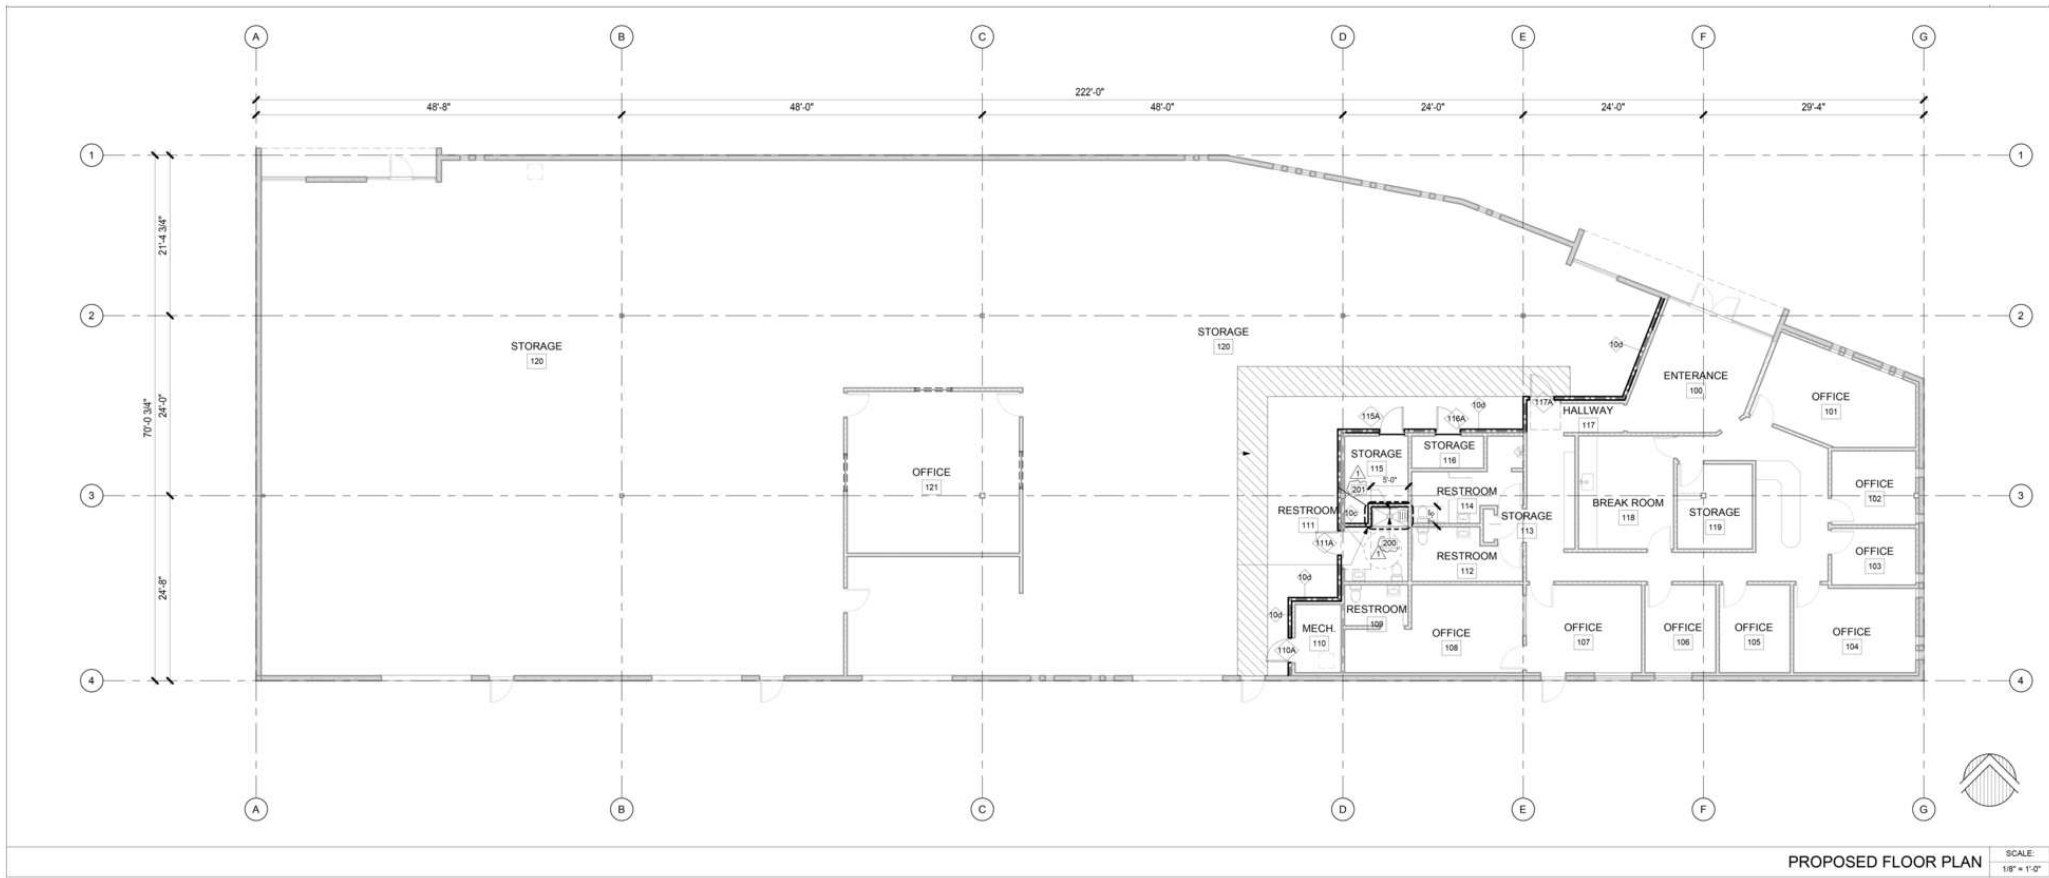 A B C D E F G
222'-0"
48'-8" 48'-0" 48'-0" 24'-0" 24'-0" 29'-4"
1 1
21'-4 3/4"
2 2
STORAGE
120
STORAGE
120
10d
ENTERANCE
100
OFFICE
101
70'-0 3/4"
24'-0"
117A
HALLWAY
117
115A
116A
10d
STORAGE
116
STORAGE
115
1
5'-0"
201
OFFICE
121
OFFICE
102
3 3
RESTROOM
114
BREAK ROOM
118
STORAGE
119
RESTROOM
111
10c
STORAGE
113
111A
200
1
RESTROOM
112
OFFICE
103
24'-8"
10d
10d
RESTROOM
109
MECH.
110
110A
OFFICE
108
OFFICE
107
OFFICE
106
OFFICE
105
OFFICE
104
4 4
A B C D E F G
PROPOSED FLOOR PLAN
SCALE:
1/8" = 1'-0"